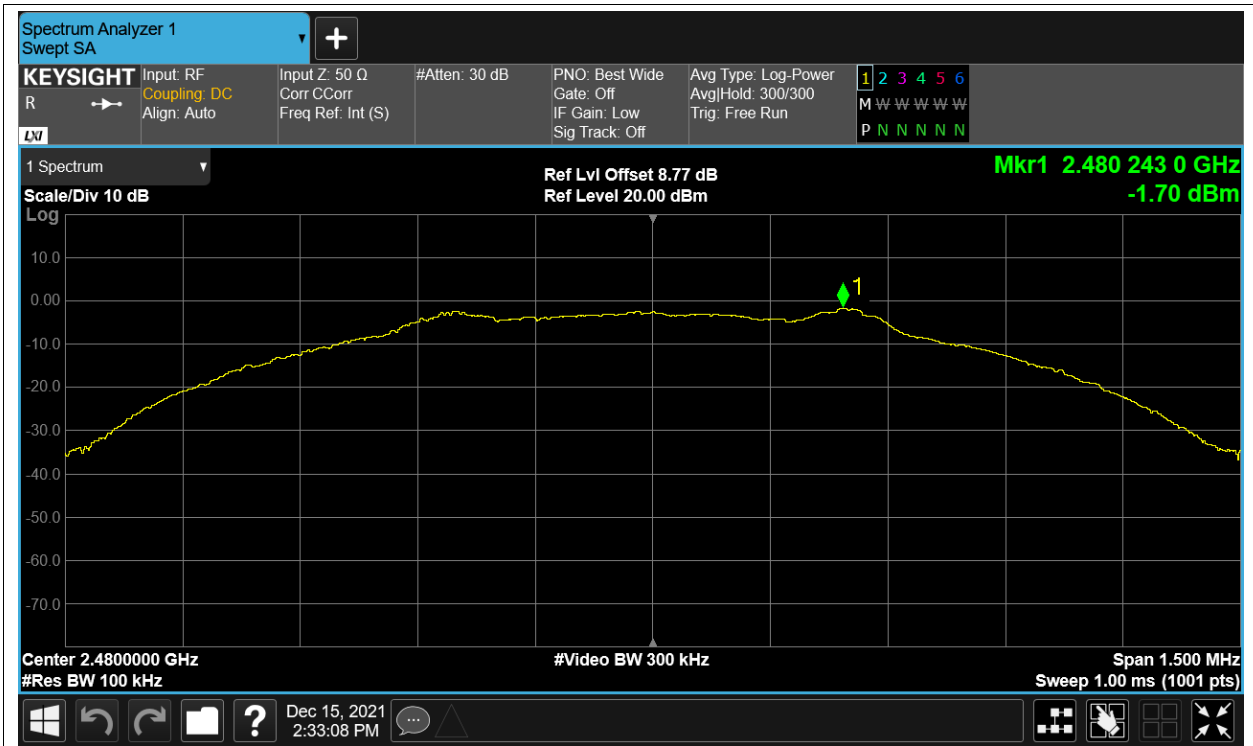 Spectrum Analyzer 1
Swept SA
KEYSIGHT
R
LXI
Input: RF
Coupling: DC
Align: Auto
Input Z: 50 Ω
Corr CCorr
Freq Ref: Int (S)
#Atten: 30 dB
PNO: Best Wide
Gate: Off
IF Gain: Low
Sig Track: Off
Avg Type: Log-Power
Avg|Hold: 300/300
Trig: Free Run
1 2 3 4 5 6
M W W W W W W
P N N N N N N
1 Spectrum
Scale/Div 10 dB
Log
Ref Lvl Offset 8.77 dB
Ref Level 20.00 dBm
Mkr1 2.480 243 0 GHz
-1.70 dBm
10.0
0.00
-10.0
-20.0
-30.0
-40.0
-50.0
-60.0
-70.0
1
Center 2.4800000 GHz
#Res BW 100 kHz
#Video BW 300 kHz
Span 1.500 MHz
Sweep 1.00 ms (1001 pts)
?
Dec 15, 2021
2:33:08 PM